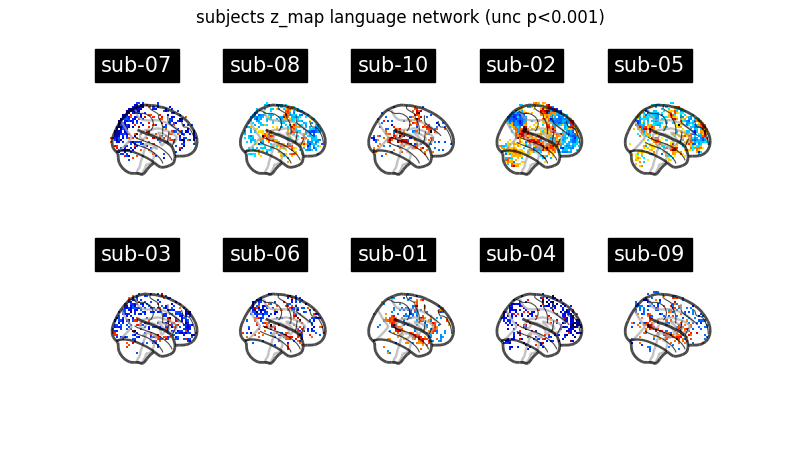 subjects z_map language network (unc p<0.001)
sub-07
sub-08
sub-10
sub-02
sub-05
sub-03
sub-06
sub-01
sub-04
sub-09